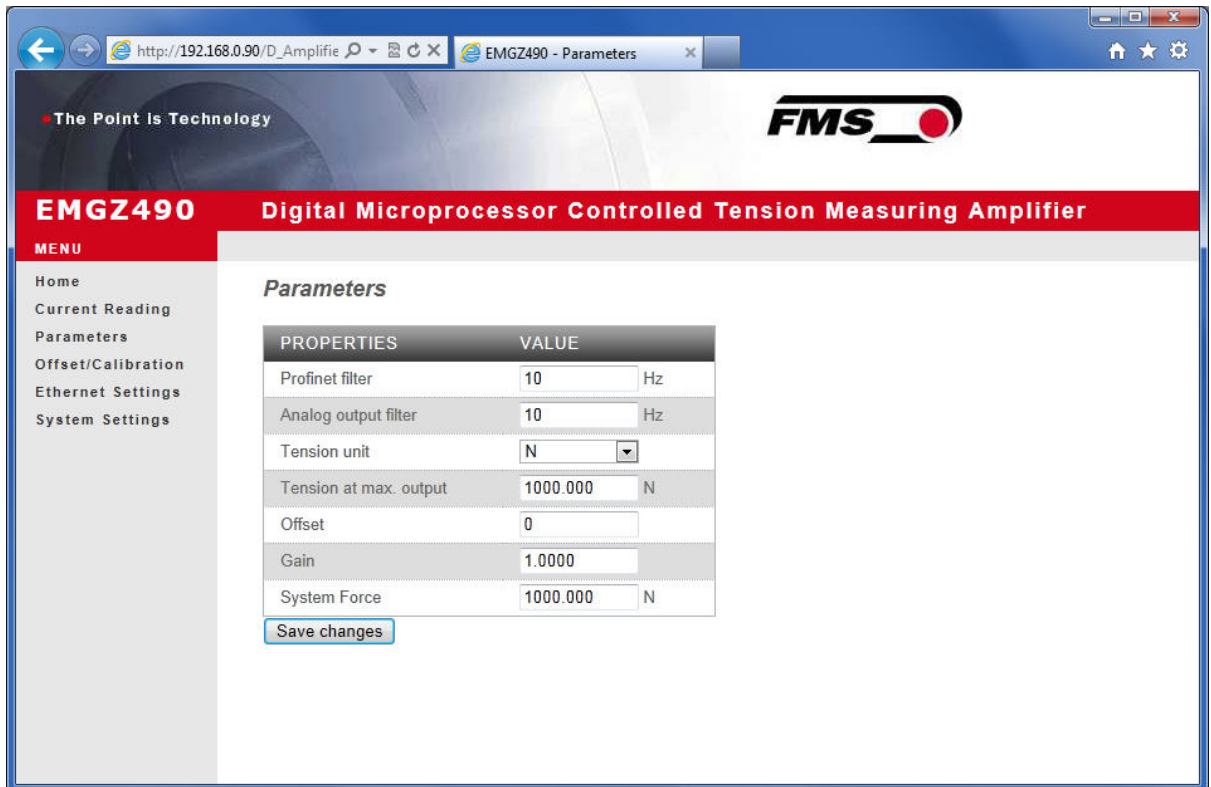 http://192.168.0.90/D_Amplifie
EMGZ490 - Parameters
The Point is Technology
FMS
EMGZ490 Digital Microprocessor Controlled Tension Measuring Amplifier
MENU
Home
Current Reading
Parameters
Offset/Calibration
Ethernet Settings
System Settings
Parameters
PROPERTIES VALUE
Profinet filter 10 Hz
Analog output filter 10 Hz
Tension unit N
Tension at max. output 1000.000 N
Offset 0
Gain 1.0000
System Force 1000.000 N
Save changes